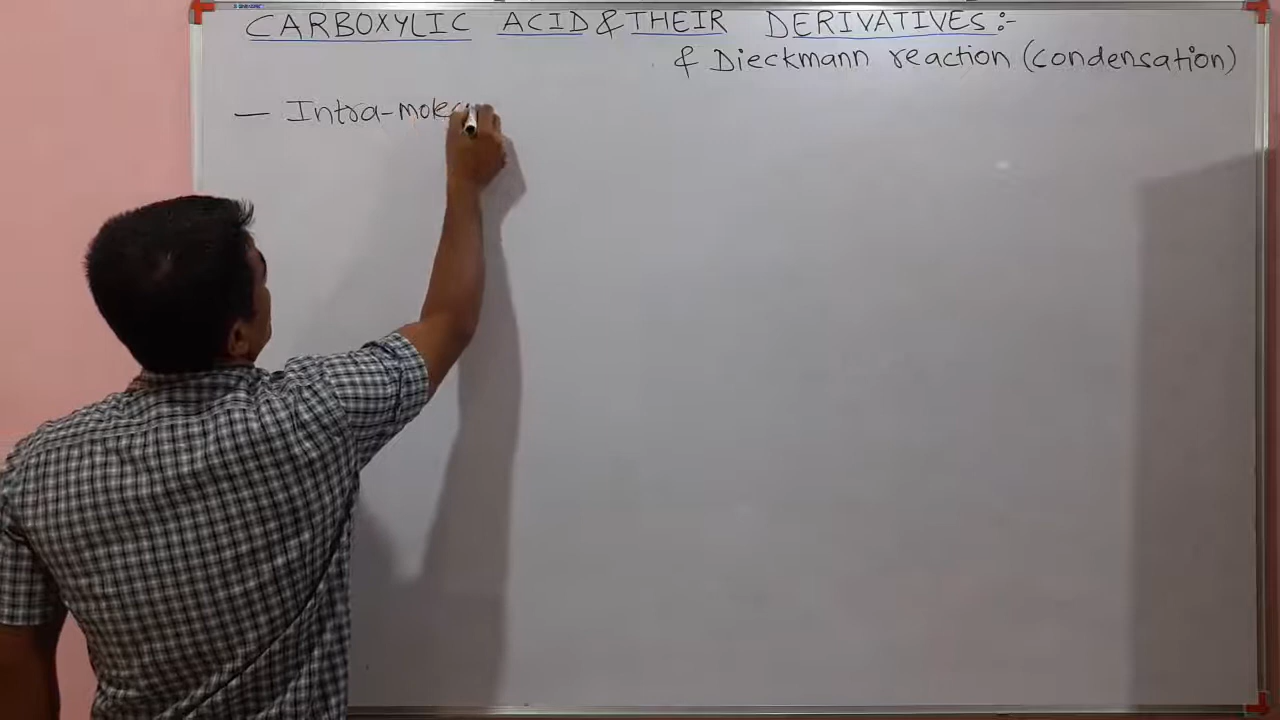 CARBOXYLIC ACID & THEIR DERIVATIVES :-
& Dieckmann reaction (condensation)
— Intra-molec